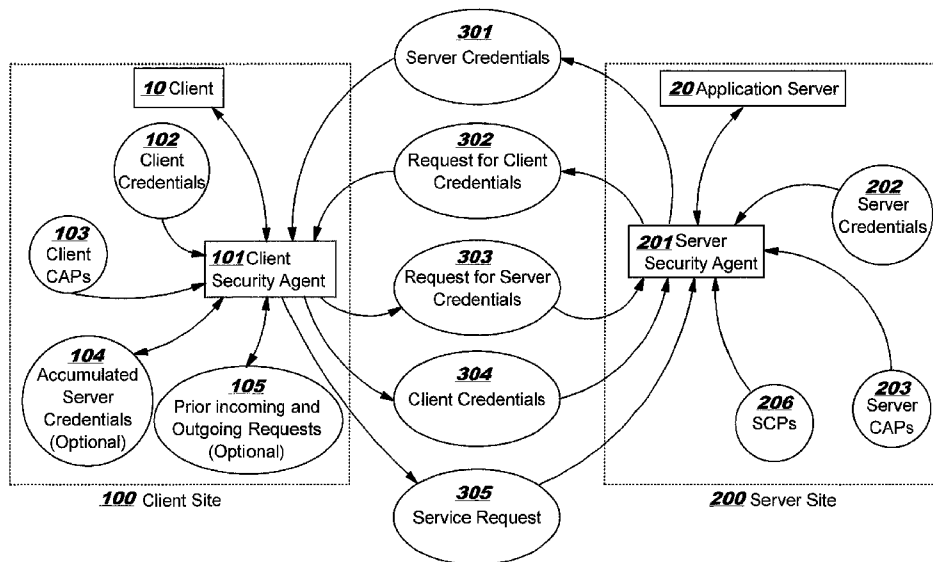 301
Server Credentials
10 Client
20 Application Server
102
Client
Credentials
302
Request for Client
Credentials
202
Server
Credentials
103
Client
CAPs
101 Client
Security Agent
303
Request for Server
Credentials
201 Server
Security Agent
104
Accumulated
Server
Credentials
(Optional)
105
Prior incoming and
Outgoing Requests
(Optional)
304
Client Credentials
206
SCPs
203
Server
CAPs
100 Client Site
305
Service Request
200 Server Site